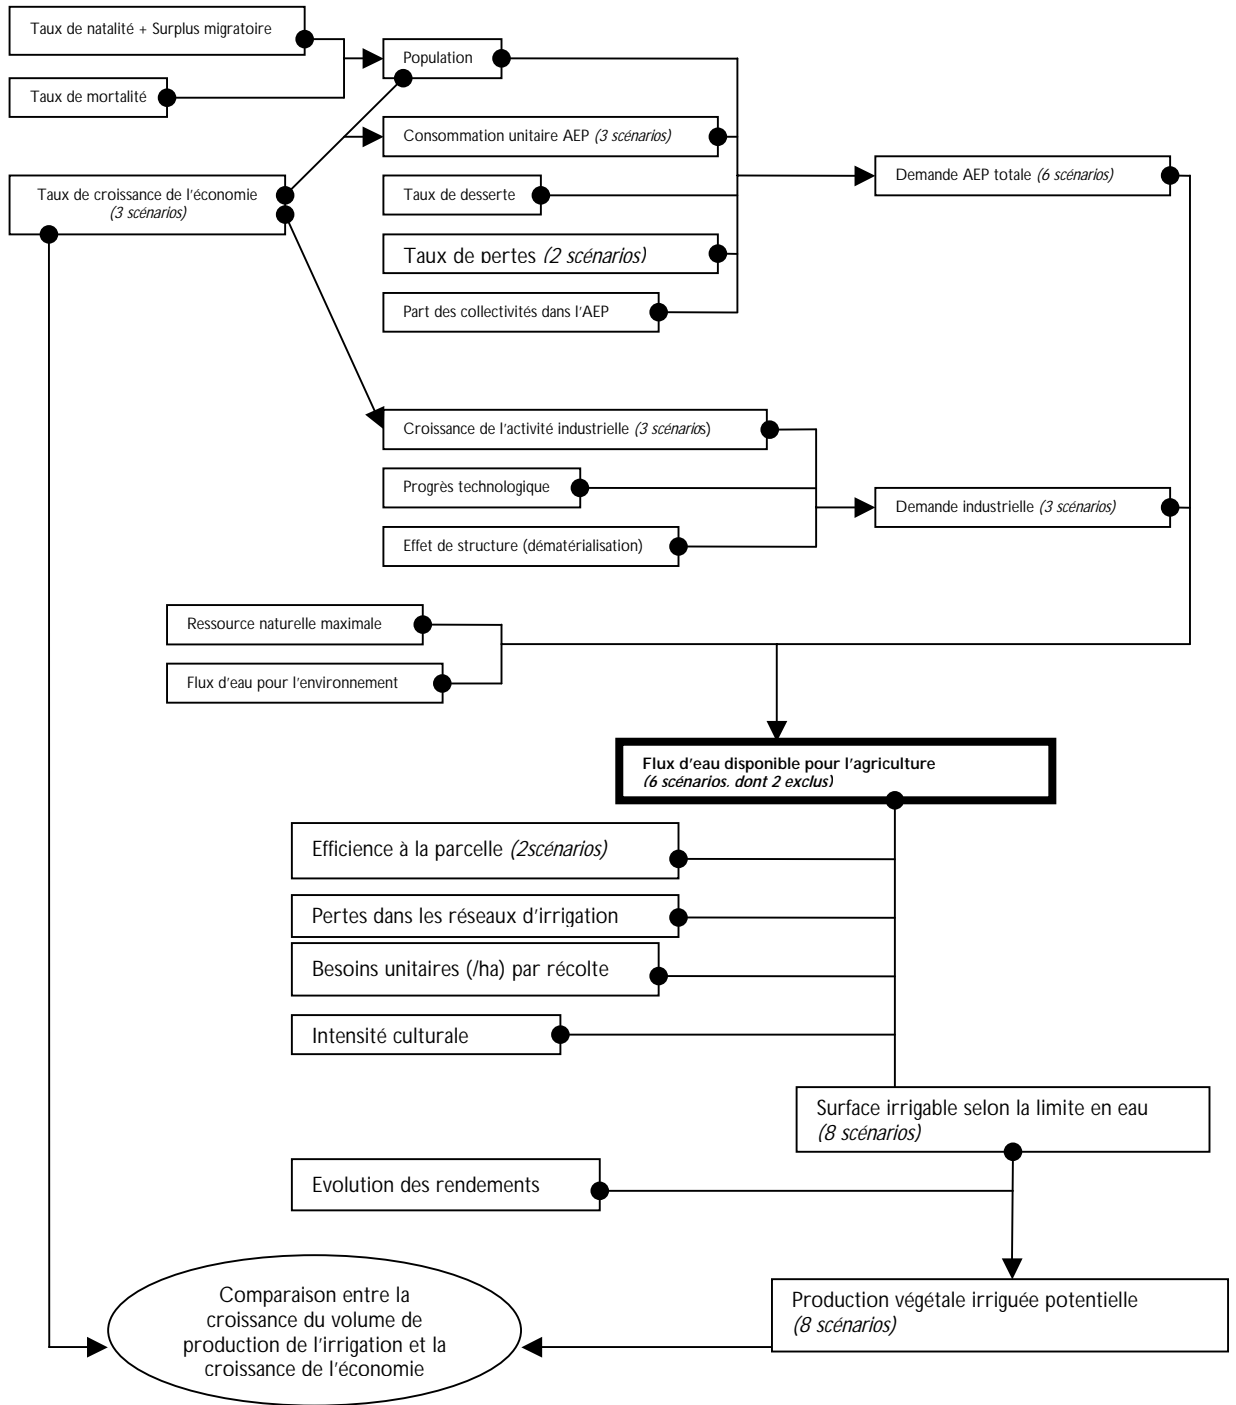 Taux de natalité + Surplus migratoire
Population
Taux de mortalité
Consommation unitaire AEP (3 scénarios)
Demande AEP totale (6 scénarios)
Taux de croissance de l'économie
(3 scénarios)
Taux de desserte
Taux de pertes (2 scénarios)
Part des collectivités dans l'AEP
Croissance de l'activité industrielle (3 scénarios)
Progrès technologique
Demande industrielle (3 scénarios)
Effet de structure (dématérialisation)
Ressource naturelle maximale
Flux d'eau pour l'environnement
Flux d'eau disponible pour l'agriculture
(6 scénarios, dont 2 exclus)
Efficience à la parcelle (2scénarios)
Pertes dans les réseaux d'irrigation
Besoins unitaires (/ha) par récolte
Intensité culturale
Surface irrigable selon la limite en eau
(8 scénarios)
Evolution des rendements
Comparaison entre la
croissance du volume de
production de l'irrigation et la
croissance de l'économie
Production végétale irriguée potentielle
(8 scénarios)